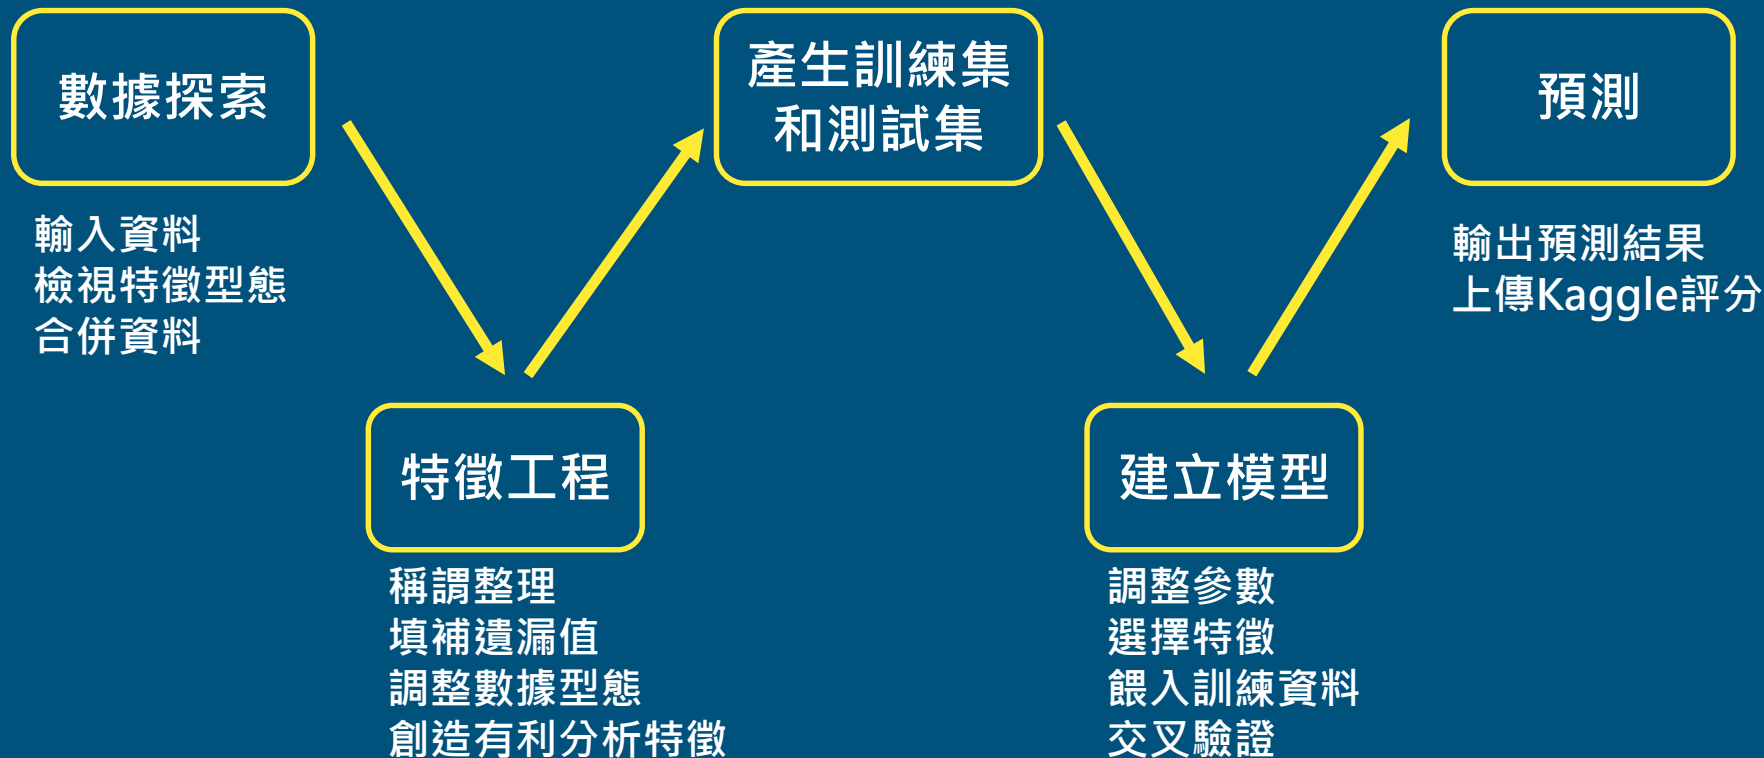 數據探索
輸入資料
檢視特徵型態
合併資料
特徵工程
稱謂整理
填補遺漏值
調整數據型態
創造有利分析特徵
產生訓練集
和測試集
建立模型
調整參數
選擇特徵
餵入訓練資料
交叉驗證
預測
輸出預測結果
上傳Kaggle評分